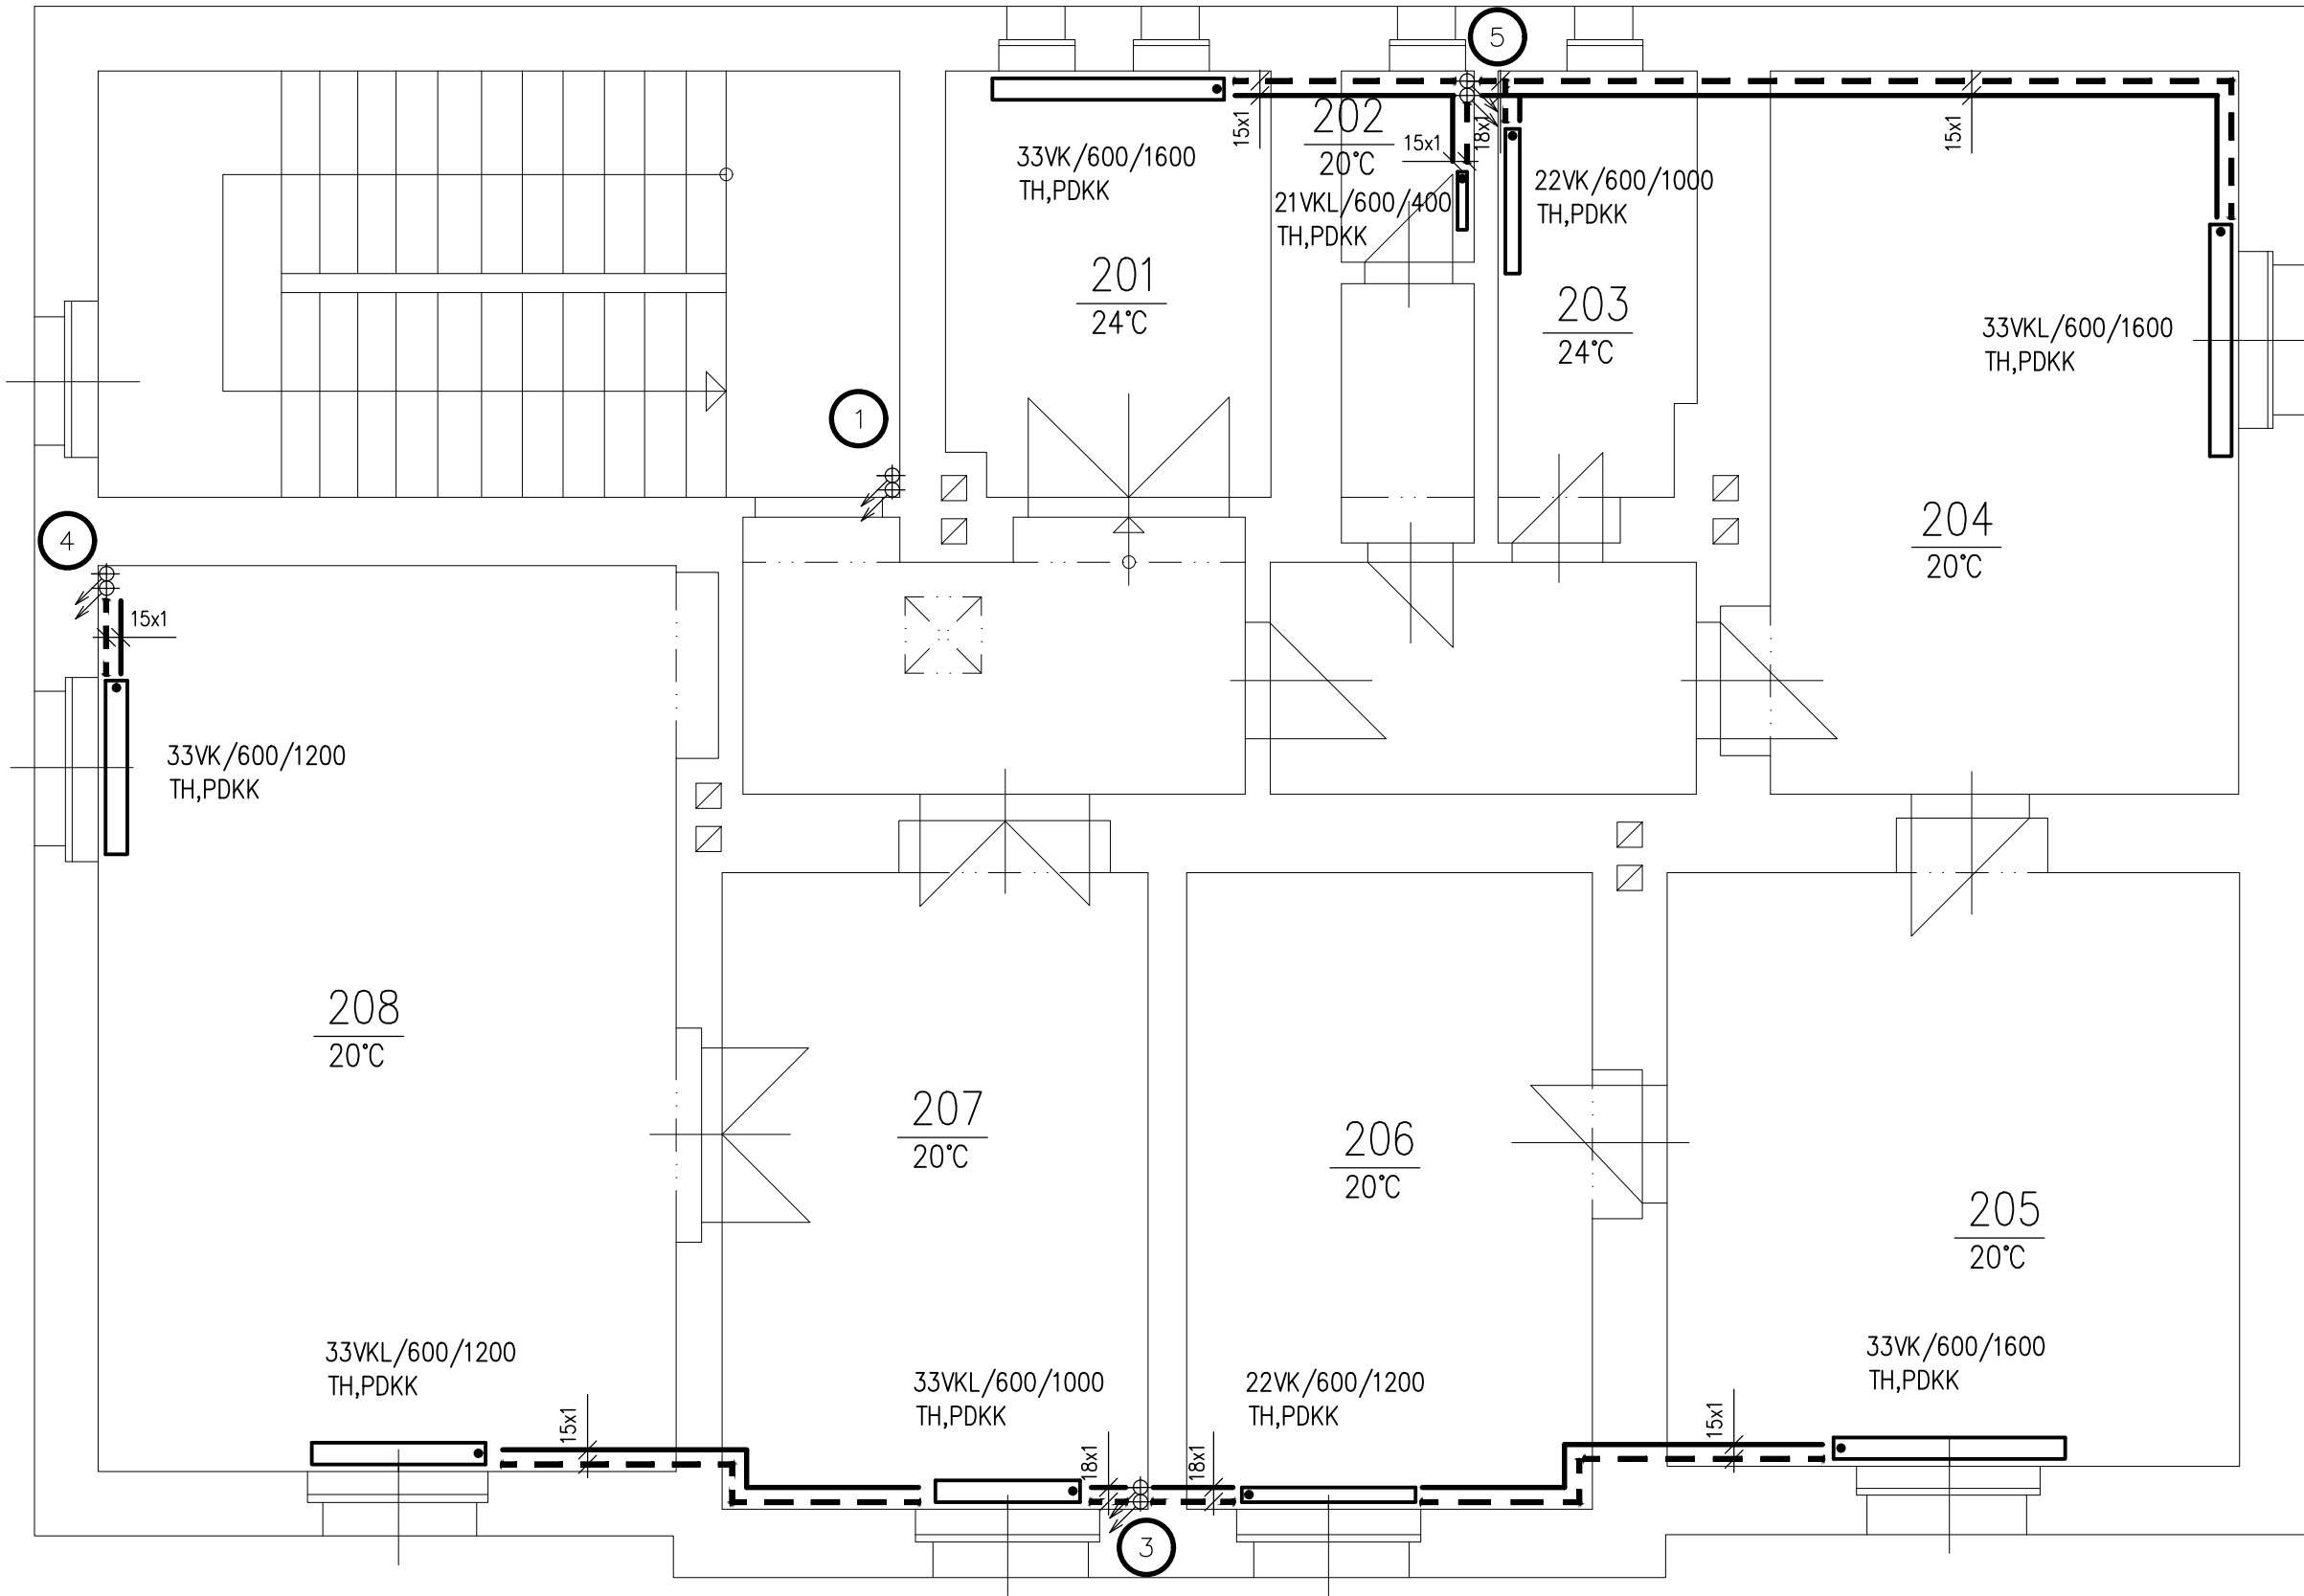 5
15x1
202
20°C
15x1
18x1
15x1
33VK/600/1600
TH,PDKK
21VKL/600/400
TH,PDKK
22VK/600/1000
TH,PDKK
201
24°C
203
24°C
33VKL/600/1600
TH,PDKK
1
4
204
20°C
15x1
33VK/600/1200
TH,PDKK
208
20°C
207
20°C
206
20°C
205
20°C
33VKL/600/1200
TH,PDKK
33VKL/600/1000
TH,PDKK
22VK/600/1200
TH,PDKK
33VK/600/1600
TH,PDKK
15x1
18x1
18x1
15x1
3